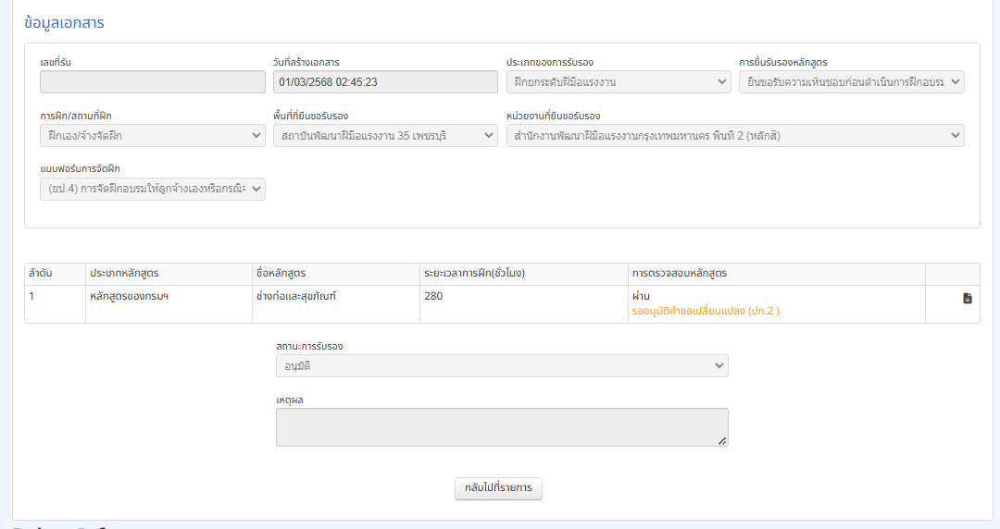 ข้อมูลเอกสาร
เลขที่รับ
วันที่สร้างเอกสาร
ประเภทของการรับรอง
การยื่นรับรองหลักสูตร
01/03/2568 02:45:23
ฝึกยกระดับฝีมือแรงงาน
ยื่นขอรับความเห็นชอบก่อนดำเนินการฝึกอบรม
การฝึก/สถานที่ฝึก
พื้นที่ที่ยื่นขอรับรอง
หน่วยงานที่ยื่นขอรับรอง
ฝึกเอง/จ้างจัดฝึก
สถาบันพัฒนาฝีมือแรงงาน 35 เพชรบุรี
สำนักงานพัฒนาฝีมือแรงงานกรุงเทพมหานคร พื้นที่ 2 (หลักสี่)
แบบฟอร์มการจัดฝึก
(ยป.4) การจัดฝึกอบรมให้ลูกจ้างเองหรือกรณีจ
ลำดับ ประเภทหลักสูตร ชื่อหลักสูตร ระยะเวลาการฝึก(ชั่วโมง) การตรวจสอบหลักสูตร
1 หลักสูตรของกรมฯ ช่างท่อและสุขภัณฑ์ 280 ผ่าน
รออนุมัติคำขอเปลี่ยนแปลง (ปก.2 )
สถานะการรับรอง
อนุมัติ
เหตุผล
กลับไปที่รายการ